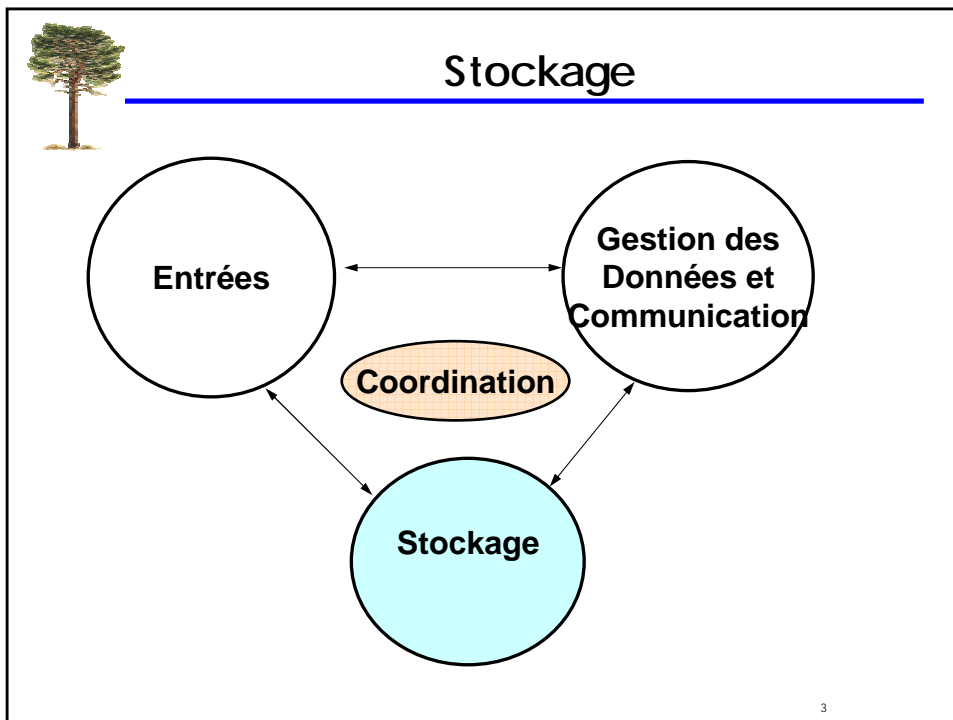 Stockage
Entrées
Gestion des
Données et
Communication
Coordination
Stockage
3